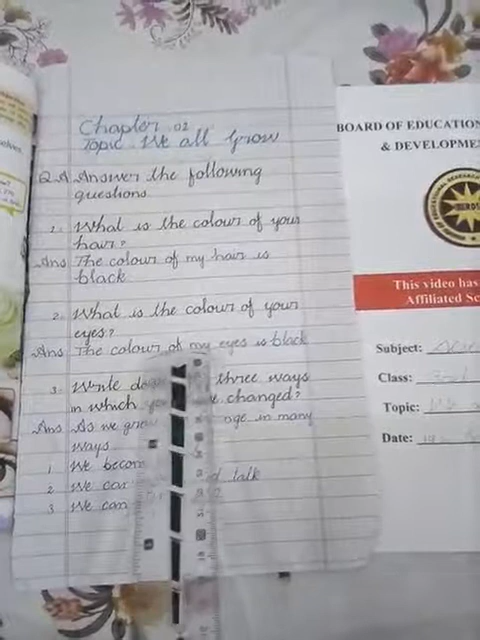 Chapter 02
Topic We all Grow
Q.A Answer the following
questions
1. What is the colour of your
hair?
Ans The colour of my hair is
black
2. What is the colour of your
eyes?
Ans The colour of my eyes is black
3. Write three ways
in which changed?
Ans As we in many
ways
1 We
2 We talk
3 We can
BOARD OF EDUCATION
& DEVELOPME
This video has
Affiliated Sc
Subject:
Class:
Topic:
Date: